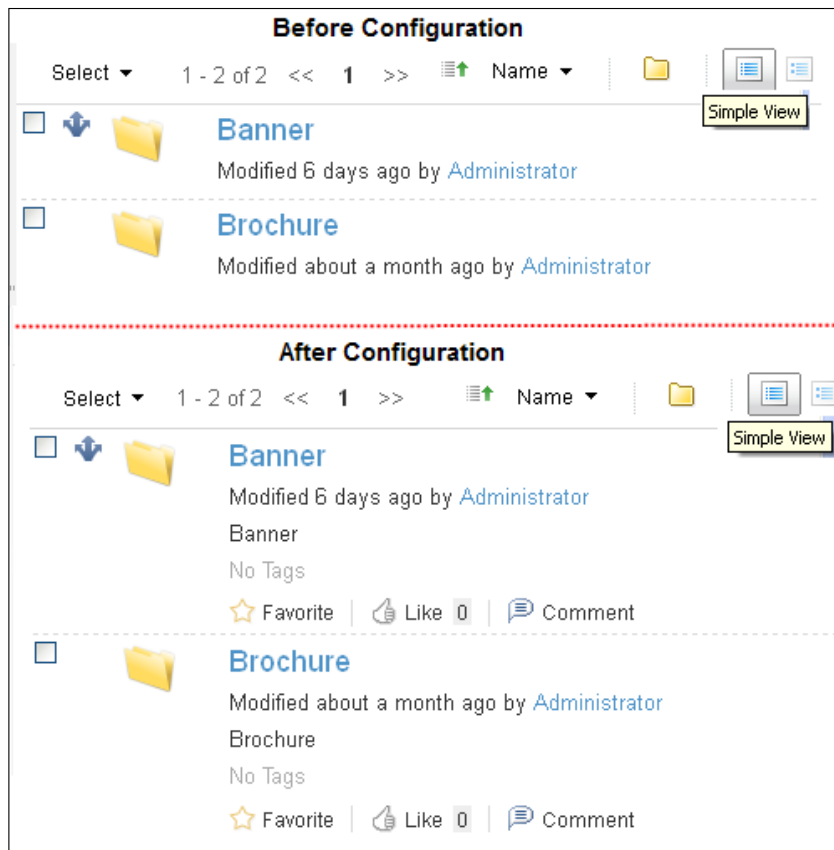 Before Configuration
Select 1 - 2 of 2 << 1 >> Name
Simple View
Banner
Modified 6 days ago by Administrator
Brochure
Modified about a month ago by Administrator
After Configuration
Select 1 - 2 of 2 << 1 >> Name
Simple View
Banner
Modified 6 days ago by Administrator
Banner
No Tags
Favorite Like 0 Comment
Brochure
Modified about a month ago by Administrator
Brochure
No Tags
Favorite Like 0 Comment